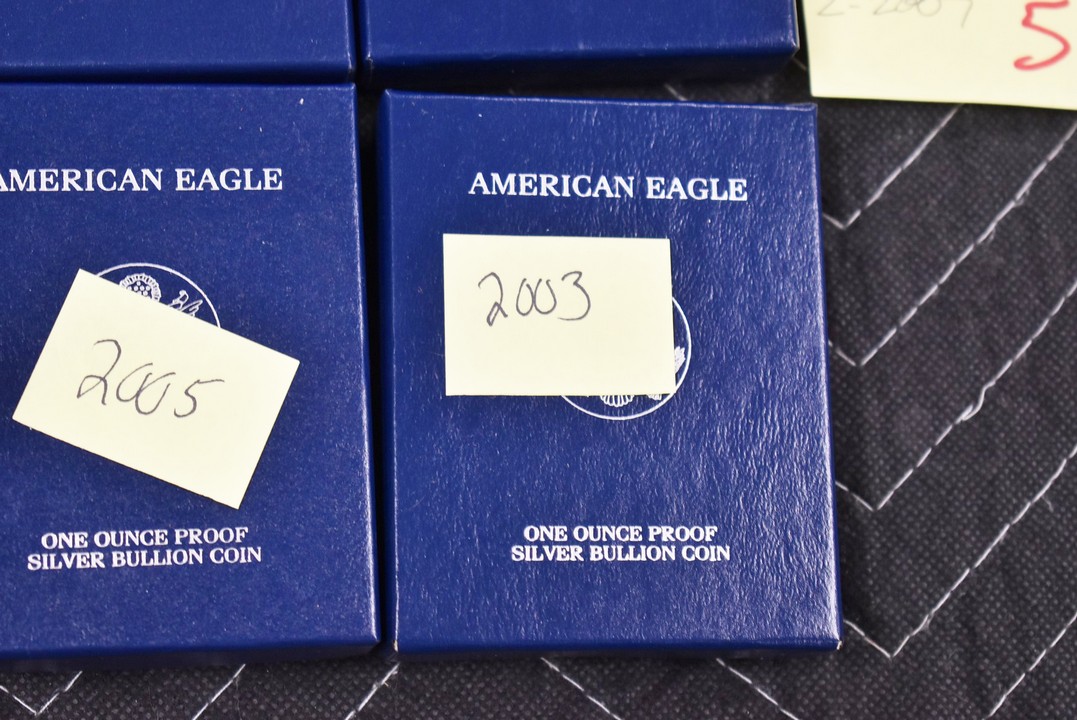 5
AMERICAN EAGLE
2005
ONE OUNCE PROOF
SILVER BULLION COIN
AMERICAN EAGLE
2003
ONE OUNCE PROOF
SILVER BULLION COIN